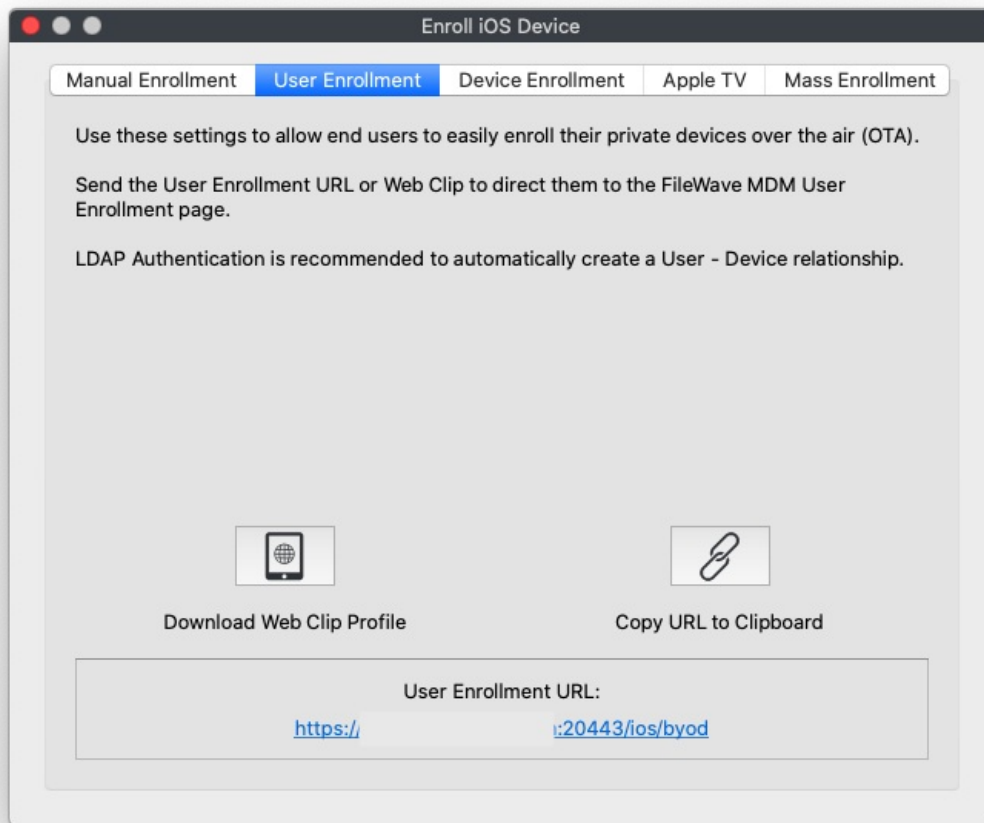 Enroll iOS Device
Manual Enrollment User Enrollment Device Enrollment Apple TV Mass Enrollment
Use these settings to allow end users to easily enroll their private devices over the air (OTA).
Send the User Enrollment URL or Web Clip to direct them to the FileWave MDM User
Enrollment page.
LDAP Authentication is recommended to automatically create a User - Device relationship.
Download Web Clip Profile Copy URL to Clipboard
User Enrollment URL:
https:/ :20443/ios/byod